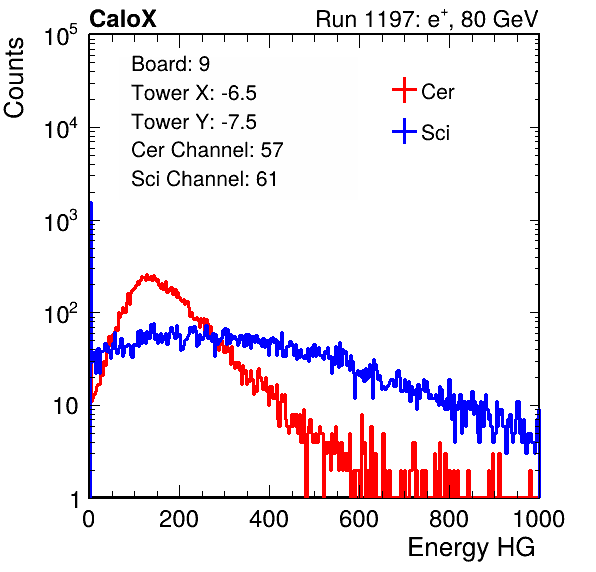 CaloX Run 1197: e⁺, 80 GeV
Counts
Board: 9
Tower X: -6.5
Tower Y: -7.5
Cer Channel: 57
Sci Channel: 61
Cer
Sci
10⁵
10⁴
10³
10²
10
1
0 200 400 600 800 1000
Energy HG